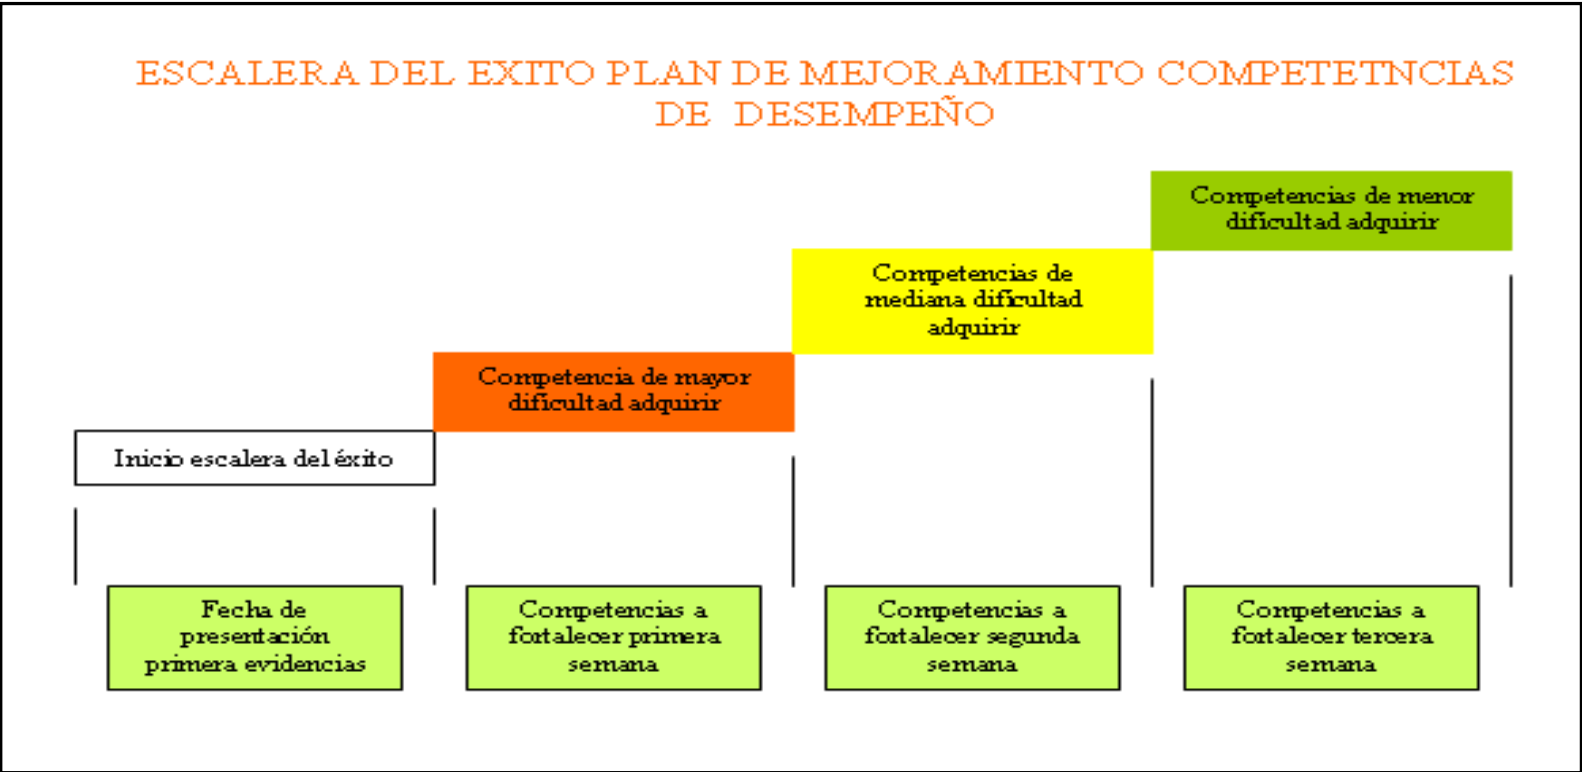 ESCALERA DEL EXITO PLAN DE MEJORAMIENTO COMPETETNCIAS
DE DESEMPEÑO
Competencias de menor
dificultad adquirir
Competencias de
mediana dificultad
adquirir
Competencia de mayor
dificultad adquirir
Inicio escalera del éxito
Fecha de
presentación
primera evidencias
Competencias a
fortalecer primera
semana
Competencias a
fortalecer segunda
semana
Competencias a
fortalecer tercera
semana